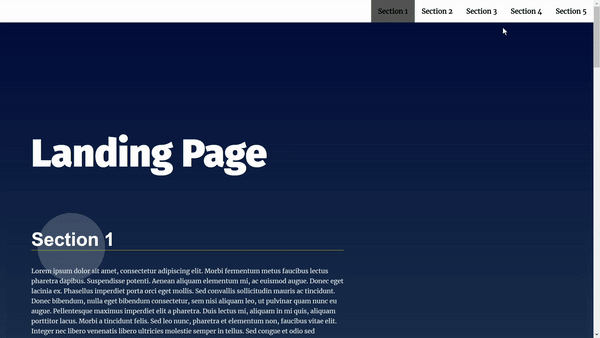 Section 1 Section 2 Section 3 Section 4 Section 5
Landing Page
Section 1
Lorem ipsum dolor sit amet, consectetur adipiscing elit. Morbi fermentum metus faucibus lectus
pharetra dapibus. Suspendisse potenti. Aenean aliquam elementum mi, ac euismod augue. Donec eget
lacinia ex. Phasellus imperdiet porta orci eget mollis. Sed convallis sollicitudin mauris ac tincidunt.
Donec bibendum, nulla eget bibendum consectetur, sem nisi aliquam leo, ut pulvinar quam nunc eu
augue. Pellentesque maximus imperdiet elit a pharetra. Duis lectus mi, aliquam in mi quis, aliquam
porttitor lacus. Morbi a tincidunt felis. Sed leo nunc, pharetra et elementum non, faucibus vitae elit.
Integer nec libero venenatis libero ultricies molestie semper in tellus. Sed congue et odio sed